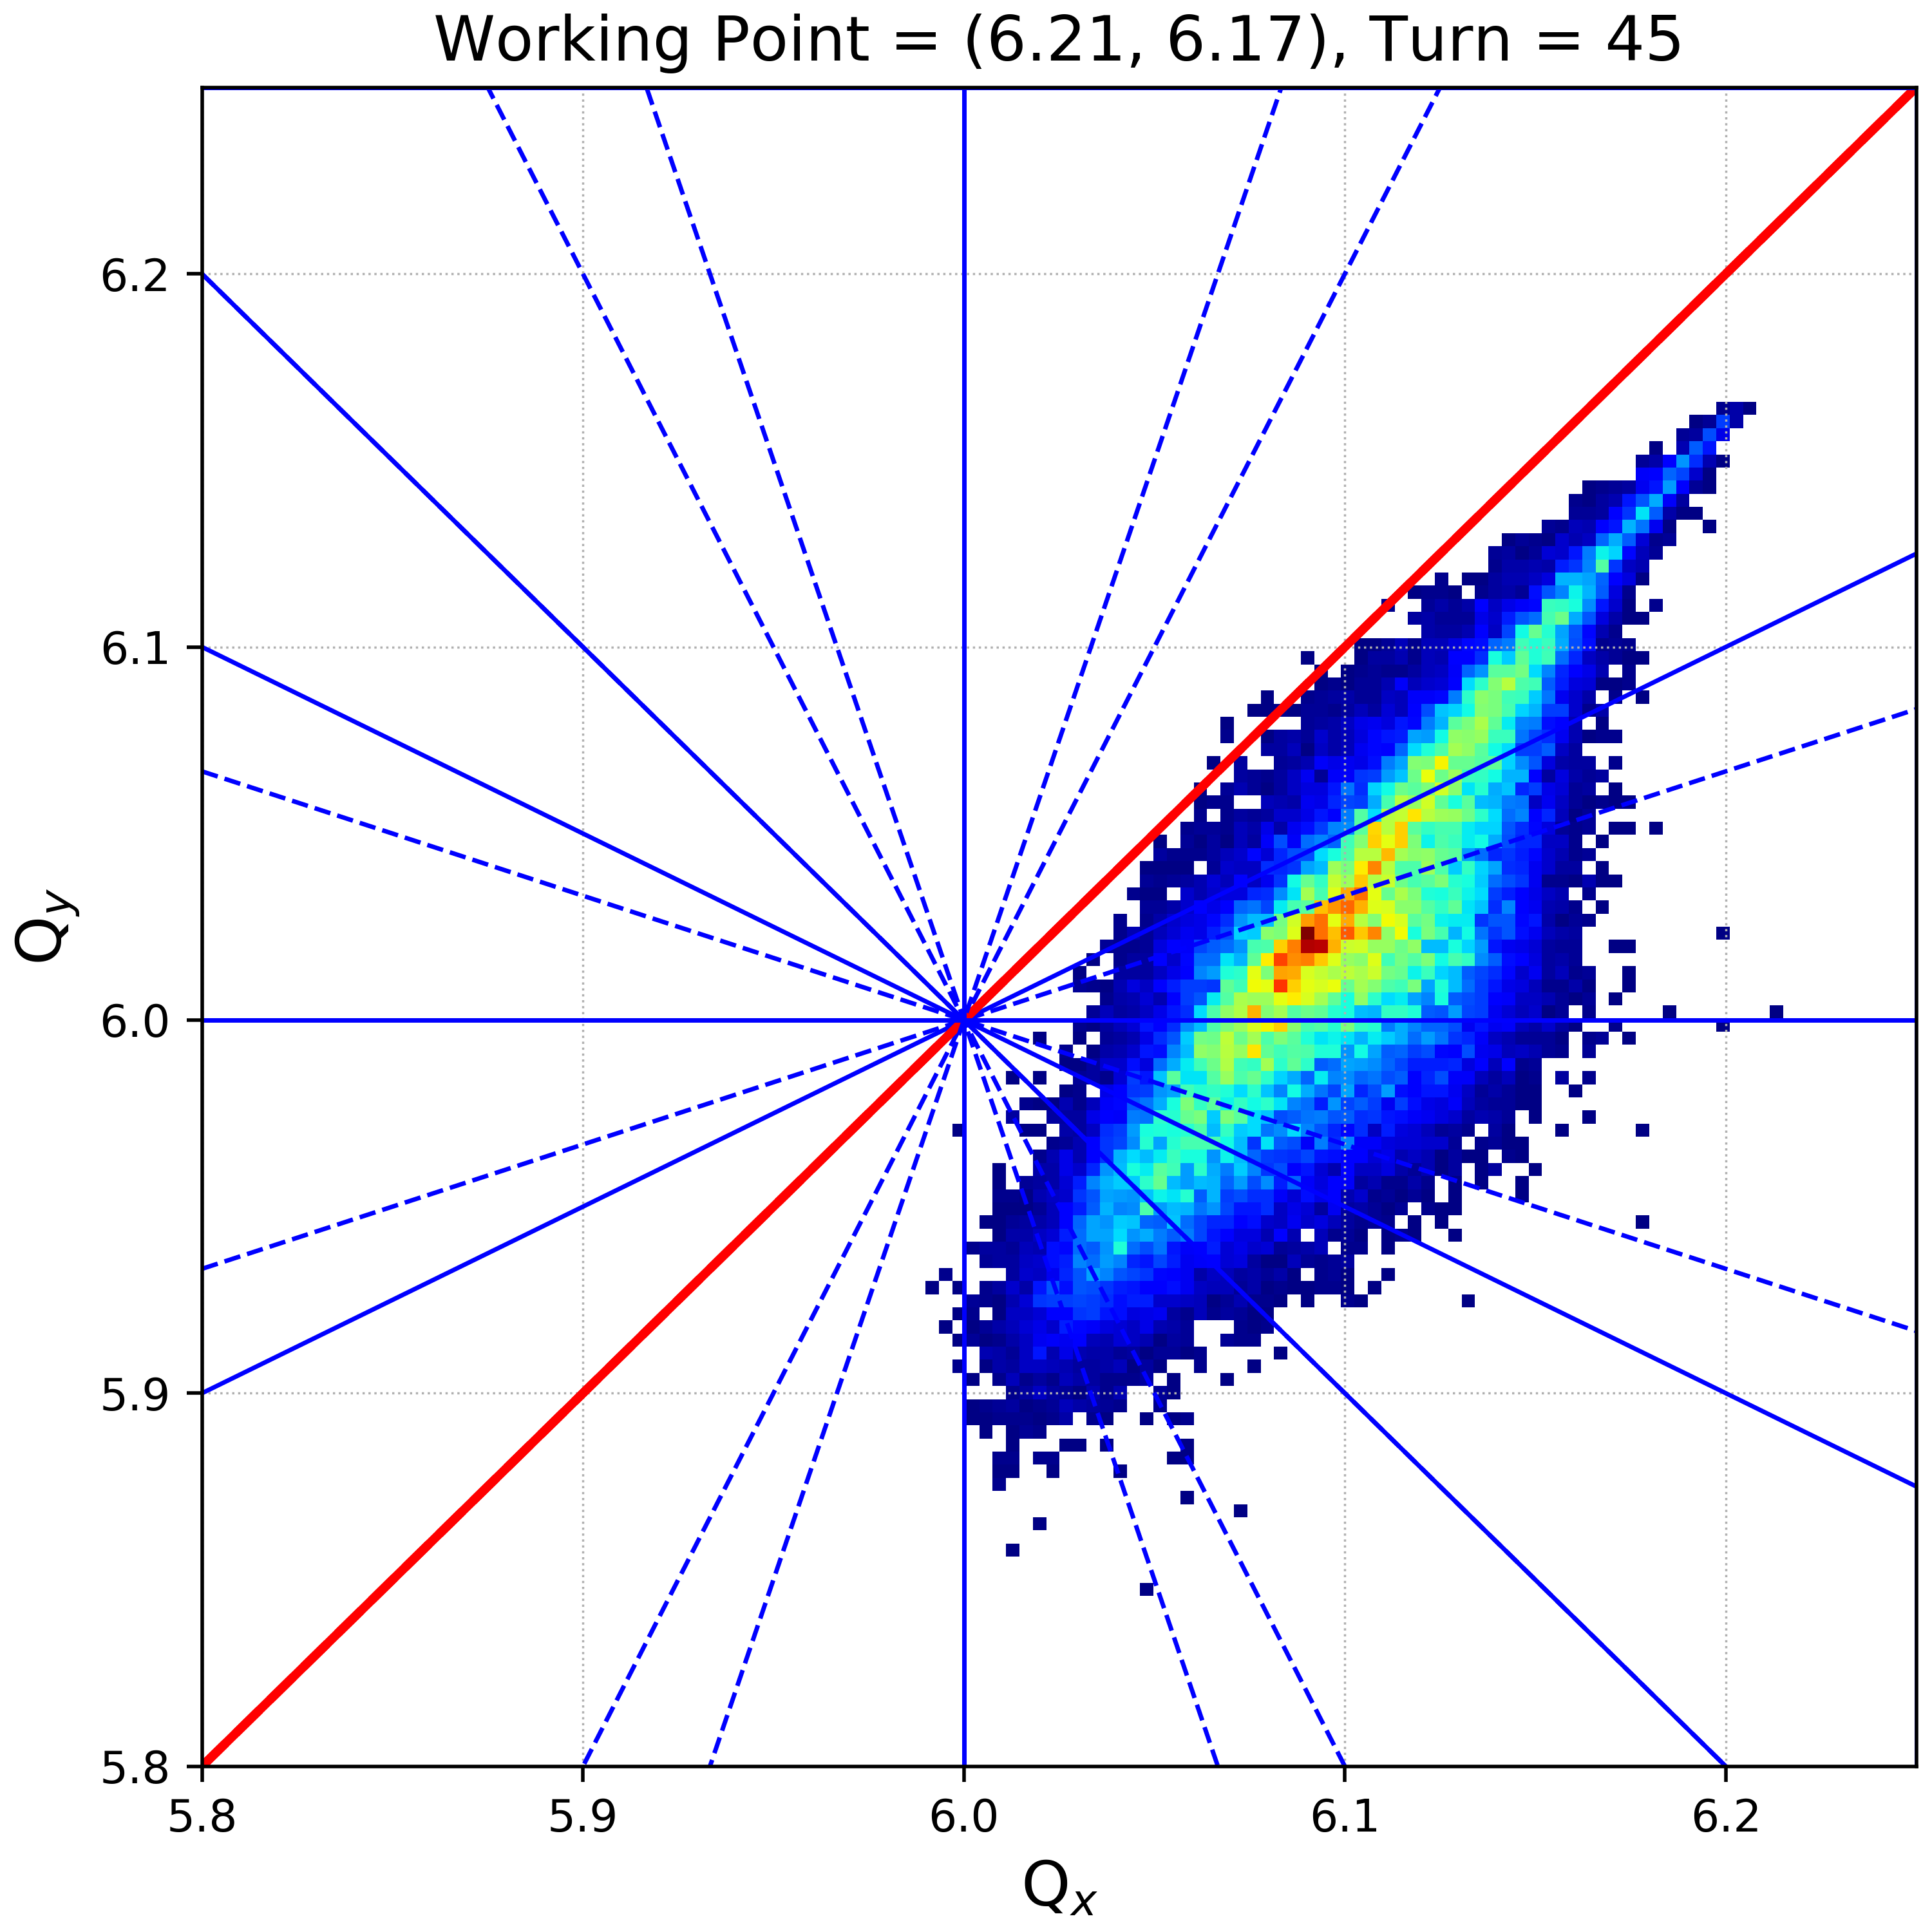 Working Point = (6.21, 6.17), Turn = 45
6.2
6.1
6.0
5.9
5.8
Qy
5.8 5.9 6.0 6.1 6.2
Qx